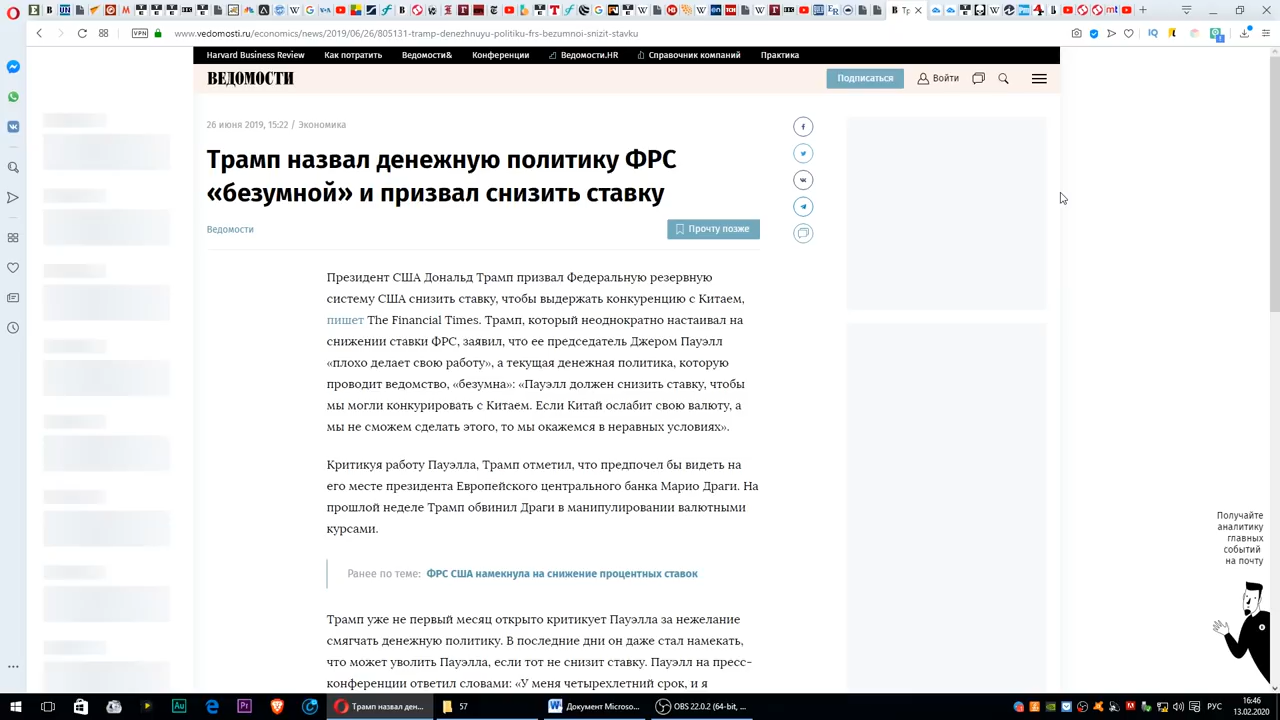 VPN
www.vedomosti.ru/economics/news/2019/06/26/805131-tramp-denezhnuyu-politiku-frs-bezumnoi-snizit-stavku
Harvard Business Review Как потратить Ведомости& Конференции Ведомости.HR Справочник компаний Практика
ВЕДОМОСТИ
Подписаться Войти
26 июня 2019, 15:22 / Экономика
Трамп назвал денежную политику ФРС
«безумной» и призвал снизить ставку
Ведомости
Прочту позже
Президент США Дональд Трамп призвал Федеральную резервную
систему США снизить ставку, чтобы выдержать конкуренцию с Китаем,
пишет The Financial Times. Трамп, который неоднократно настаивал на
снижении ставки ФРС, заявил, что ее председатель Джером Пауэлл
«плохо делает свою работу», а текущая денежная политика, которую
проводит ведомство, «безумна»: «Пауэлл должен снизить ставку, чтобы
мы могли конкурировать с Китаем. Если Китай ослабит свою валюту, а
мы не сможем сделать этого, то мы окажемся в неравных условиях».
Критикуя работу Пауэлла, Трамп отметил, что предпочел бы видеть на
его месте президента Европейского центрального банка Марио Драги. На
прошлой неделе Трамп обвинил Драги в манипулировании валютными
курсами.
Ранее по теме: ФРС США намекнула на снижение процентных ставок
Трамп уже не первый месяц открыто критикует Пауэлла за нежелание
смягчать денежную политику. В последние дни он даже стал намекать,
что может уволить Пауэлла, если тот не снизит ставку. Пауэлл на пресс-
конференции ответил словами: «У меня четырехлетний срок, и я
Получайте
аналитику
главных
событий
на почту
Трамп назвал ден...
57
Документ Microso...
OBS 22.0.2 (64-bit, ...
РУС
16:46
13.02.2020